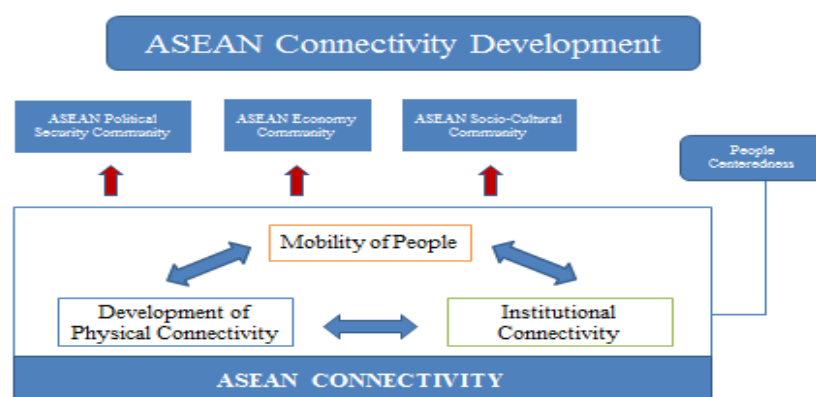 ASEAN Connectivity Development
ASEAN Political
Security Community
ASEAN Economy
Community
ASEAN Socio-Cultural
Community
People
Centeredness
Mobility of People
Development of
Physical Connectivity
Institutional
Connectivity
ASEAN CONNECTIVITY